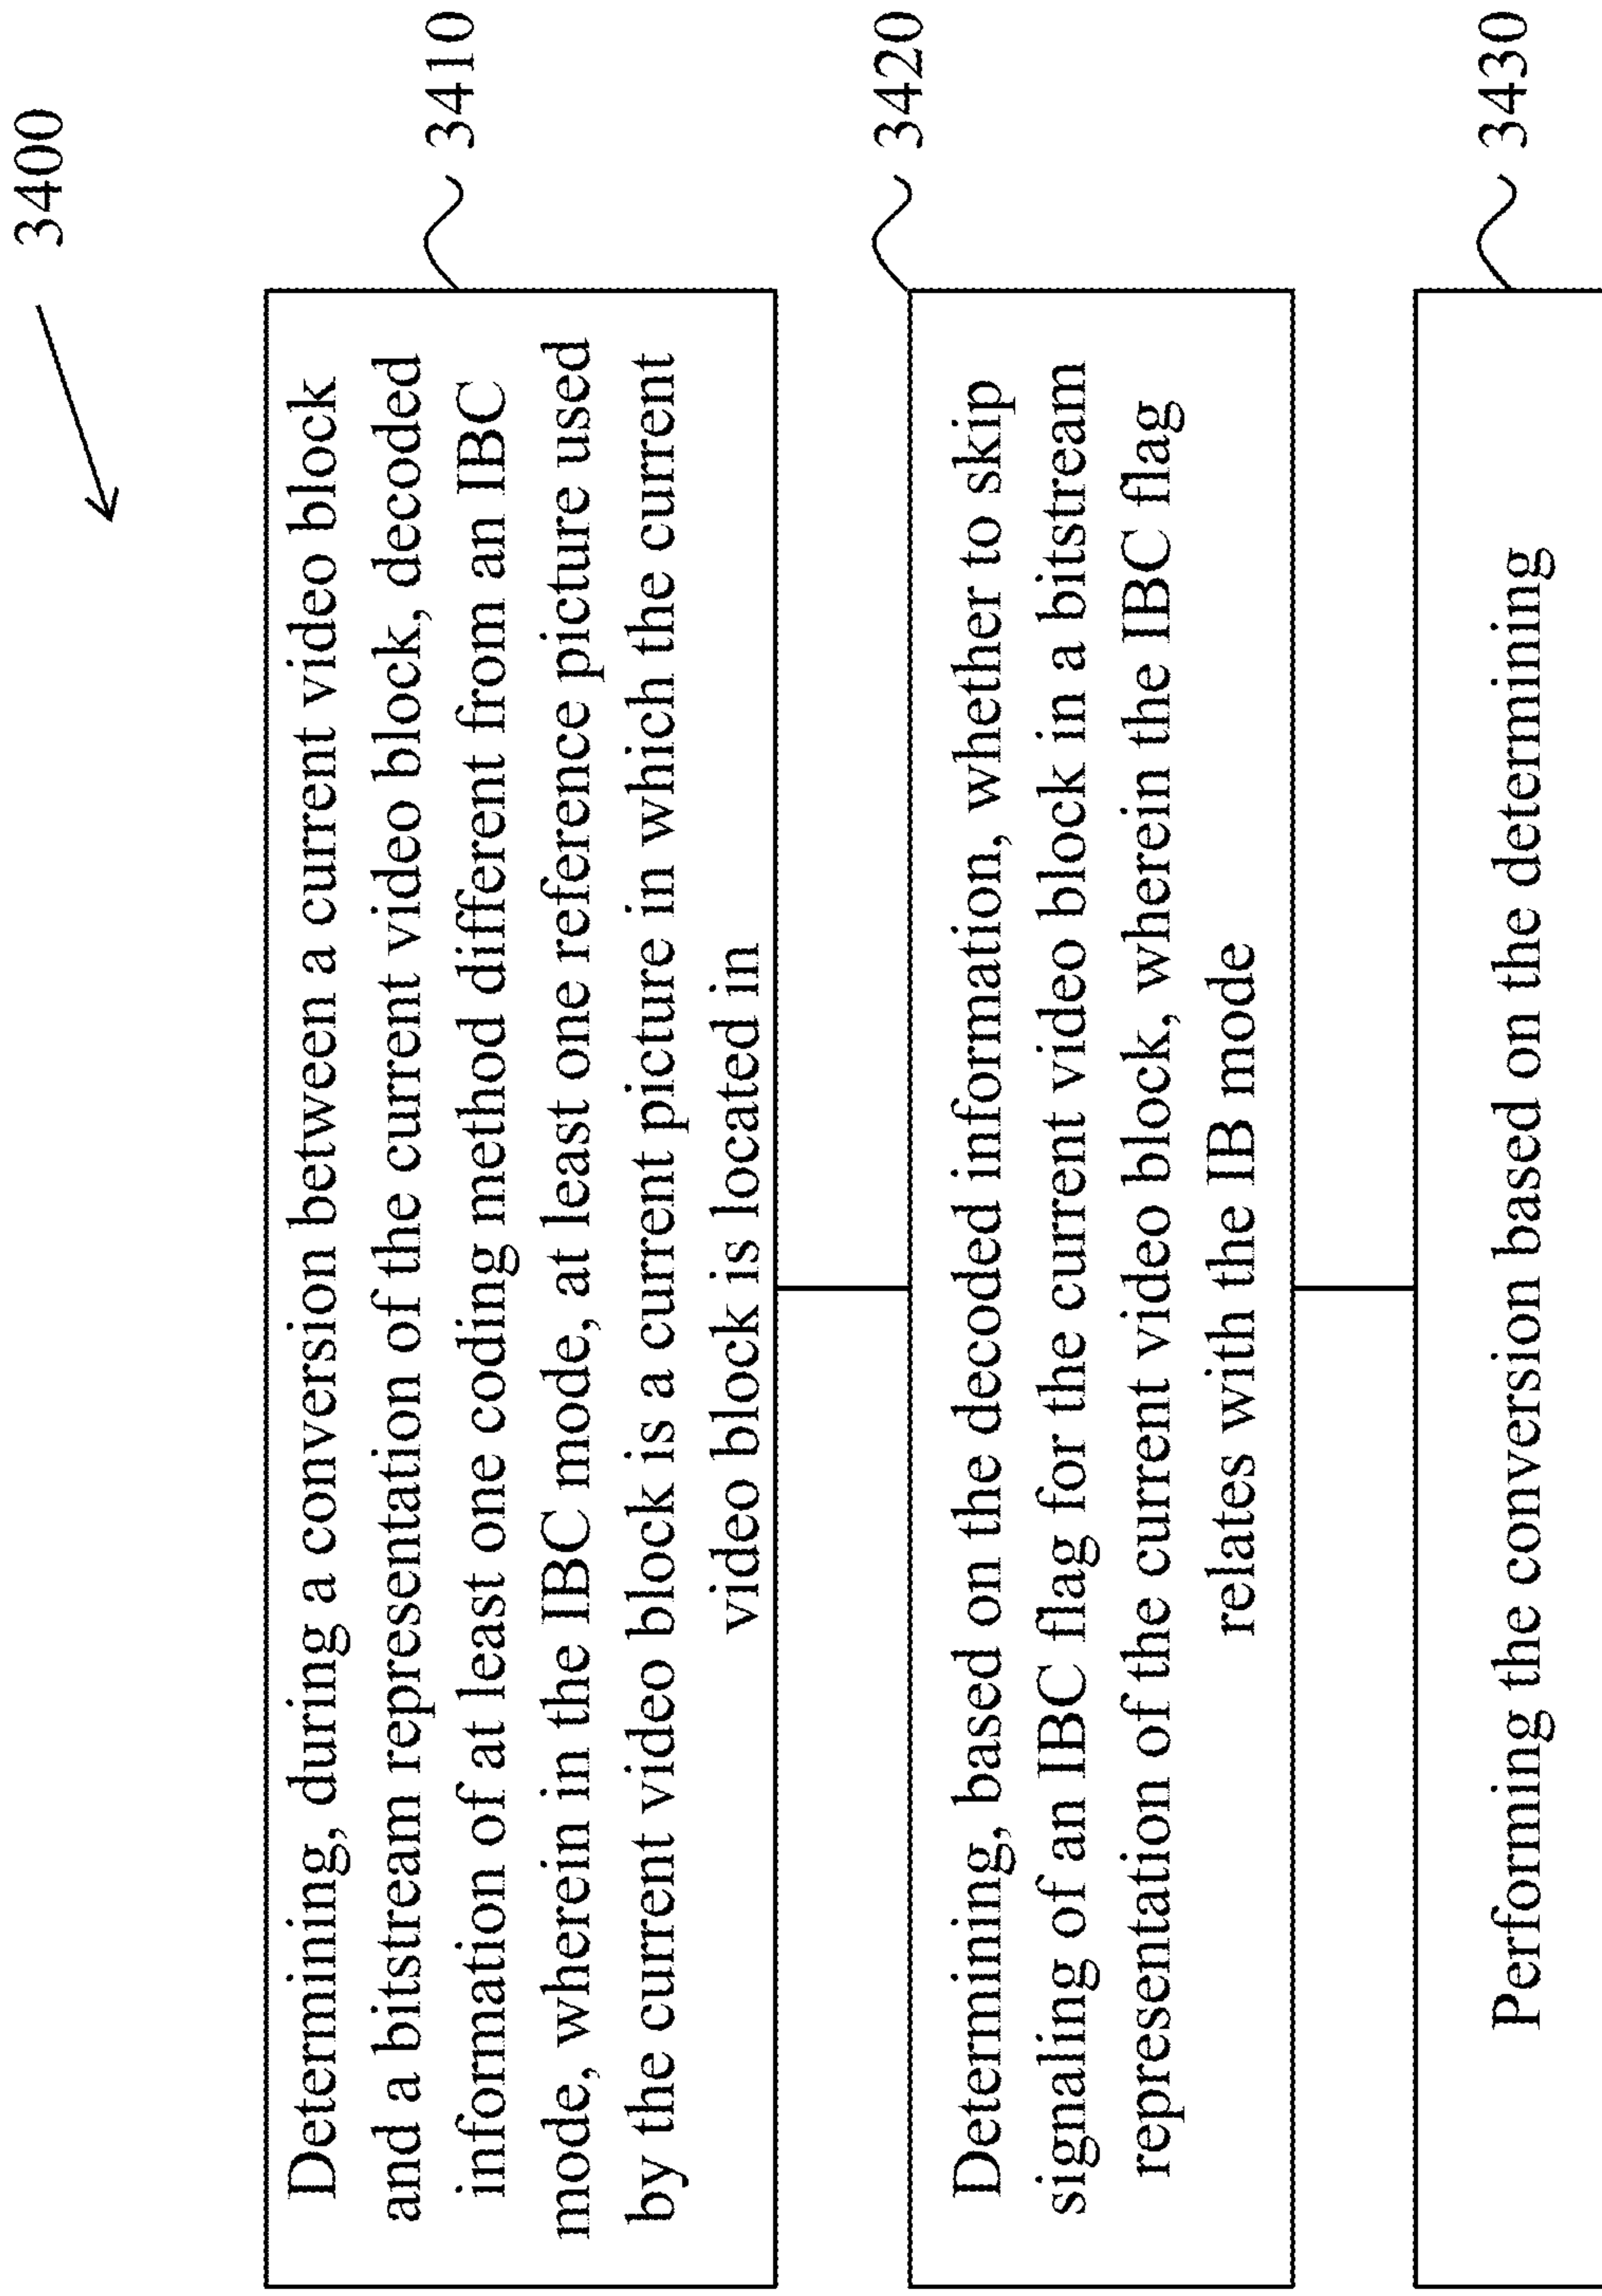 3400
Determining, during a conversion between a current video block
and a bitstream representation of the current video block, decoded
information of at least one coding method different from an IBC
mode, wherein in the IBC mode, at least one reference picture used
by the current video block is a current picture in which the current
video block is located in
3410
Determining, based on the decoded information, whether to skip
signaling of an IBC flag for the current video block in a bitstream
representation of the current video block, wherein the IBC flag
relates with the IB mode
3420
Performing the conversion based on the determining
3430